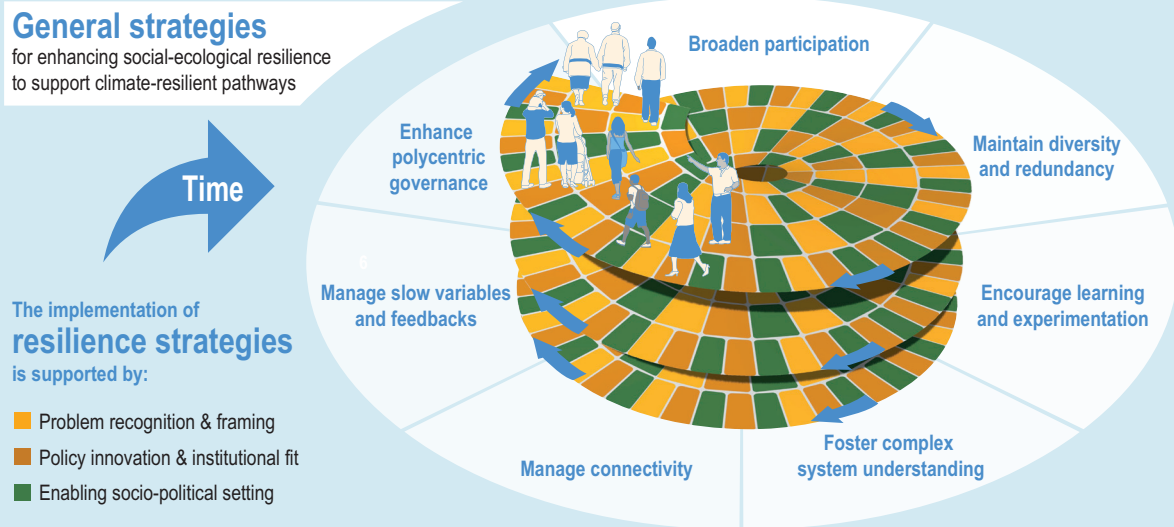 General strategies
for enhancing social-ecological resilience
to support climate-resilient pathways
Time
The implementation of
resilience strategies
is supported by:
Problem recognition & framing
Policy innovation & institutional fit
Enabling socio-political setting
Broaden participation
Maintain diversity
and redundancy
Encourage learning
and experimentation
Foster complex
system understanding
Manage connectivity
Manage slow variables
and feedbacks
6
Enhance
polycentric
governance